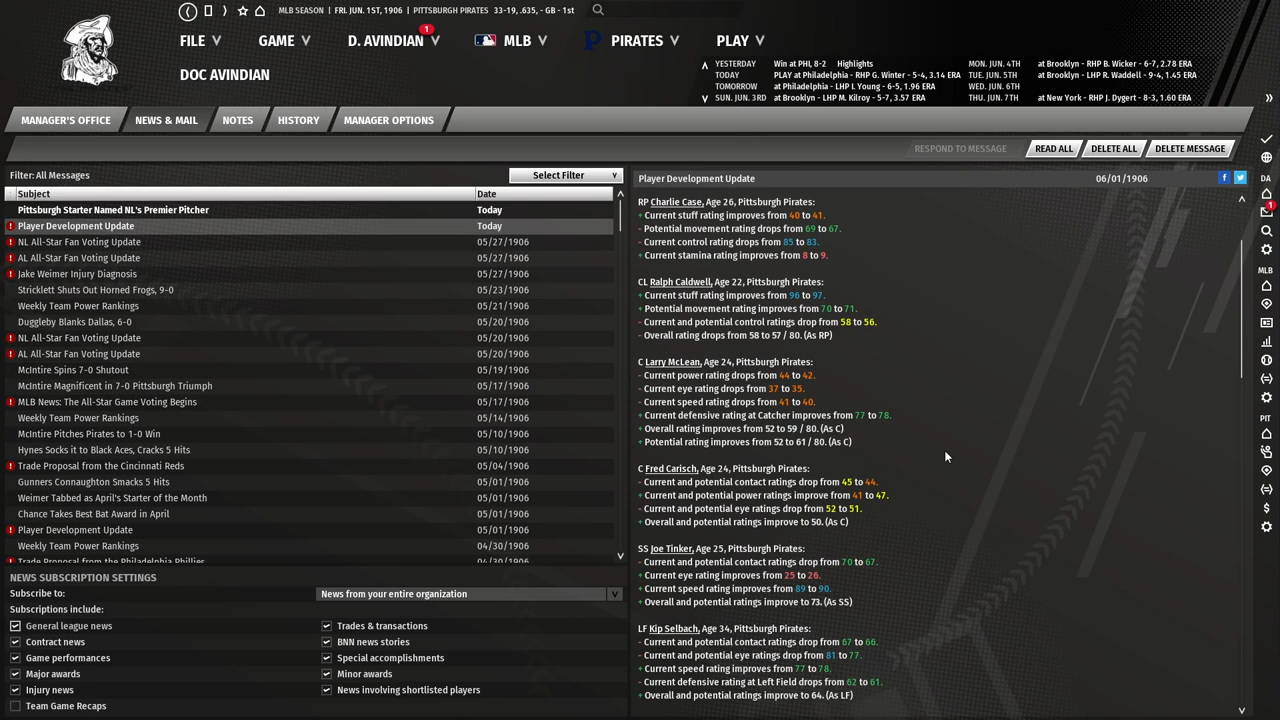 MLB SEASON | FRI. JUN. 1ST, 1906 | PITTSBURGH PIRATES 33-19, .635, - GB - 1st
FILE GAME D. AVINDIAN 1 MLB PIRATES PLAY
DOC AVINDIAN
YESTERDAY Win at PHI, 8-2 Highlights MON. JUN. 4TH at Brooklyn - RHP B. Wicker - 6-7, 2.78 ERA
TODAY PLAY at Philadelphia - RHP G. Winter - 5-4, 3.14 ERA TUE. JUN. 5TH at Brooklyn - LHP R. Waddell - 9-4, 1.45 ERA
TOMORROW at Philadelphia - LHP I. Young - 6-5, 1.96 ERA WED. JUN. 6TH
SUN. JUN. 3RD at Brooklyn - LHP M. Kilroy - 5-7, 3.57 ERA THU. JUN. 7TH at New York - RHP J. Dygert - 8-3, 1.60 ERA
MANAGER'S OFFICE NEWS & MAIL NOTES HISTORY MANAGER OPTIONS
RESPOND TO MESSAGE READ ALL DELETE ALL DELETE MESSAGE
Filter: All Messages Select Filter
Subject Date
Pittsburgh Starter Named NL's Premier Pitcher Today
Player Development Update Today
NL All-Star Fan Voting Update 05/27/1906
AL All-Star Fan Voting Update 05/27/1906
Jake Weimer Injury Diagnosis 05/27/1906
Stricklett Shuts Out Horned Frogs, 9-0 05/23/1906
Weekly Team Power Rankings 05/21/1906
Duggleby Blanks Dallas, 6-0 05/20/1906
NL All-Star Fan Voting Update 05/20/1906
AL All-Star Fan Voting Update 05/20/1906
McIntire Spins 7-0 Shutout 05/19/1906
McIntire Magnificent in 7-0 Pittsburgh Triumph 05/17/1906
MLB News: The All-Star Game Voting Begins 05/17/1906
Weekly Team Power Rankings 05/14/1906
McIntire Pitches Pirates to 1-0 Win 05/10/1906
Hynes Socks it to Black Aces, Cracks 5 Hits 05/10/1906
Trade Proposal from the Cincinnati Reds 05/04/1906
Gunners Connaughton Smacks 5 Hits 05/01/1906
Weimer Tabbed as April's Starter of the Month 05/01/1906
Chance Takes Best Bat Award in April 05/01/1906
Player Development Update 05/01/1906
Weekly Team Power Rankings 04/30/1906
Trade Proposal from the Philadelphia Phillies 04/30/1906
NEWS SUBSCRIPTION SETTINGS
Subscribe to: News from your entire organization
Subscriptions include:
General league news Trades & transactions
Contract news BNN news stories
Game performances Special accomplishments
Major awards Minor awards
Injury news News involving shortlisted players
Team Game Recaps
Player Development Update 06/01/1906
RP Charlie Case, Age 26, Pittsburgh Pirates:
+ Current stuff rating improves from 40 to 41.
- Potential movement rating drops from 69 to 67.
- Current control rating drops from 85 to 83.
+ Current stamina rating improves from 8 to 9.
CL Ralph Caldwell, Age 22, Pittsburgh Pirates:
+ Current stuff rating improves from 96 to 97.
+ Potential movement rating improves from 70 to 71.
- Current and potential control ratings drop from 58 to 56.
- Overall rating drops from 58 to 57 / 80. (As RP)
C Larry McLean, Age 24, Pittsburgh Pirates:
- Current power rating drops from 44 to 42.
- Current eye rating drops from 37 to 35.
- Current speed rating drops from 41 to 40.
+ Current defensive rating at Catcher improves from 77 to 78.
+ Overall rating improves from 52 to 59 / 80. (As C)
+ Potential rating improves from 52 to 61 / 80. (As C)
C Fred Carisch, Age 24, Pittsburgh Pirates:
- Current and potential contact ratings drop from 45 to 44.
+ Current and potential power ratings improve from 41 to 47.
- Current and potential eye ratings drop from 52 to 51.
+ Overall and potential ratings improve to 50. (As C)
SS Joe Tinker, Age 25, Pittsburgh Pirates:
- Current and potential contact ratings drop from 70 to 67.
+ Current eye rating improves from 25 to 26.
+ Current speed rating improves from 89 to 90.
+ Overall and potential ratings improve to 73. (As SS)
LF Kip Selbach, Age 34, Pittsburgh Pirates:
- Current and potential contact ratings drop from 67 to 66.
- Current and potential eye ratings drop from 81 to 77.
+ Current speed rating improves from 77 to 78.
- Current defensive rating at Left Field drops from 62 to 61.
+ Overall and potential ratings improve to 64. (As LF)
DA
1
MLB
PIT